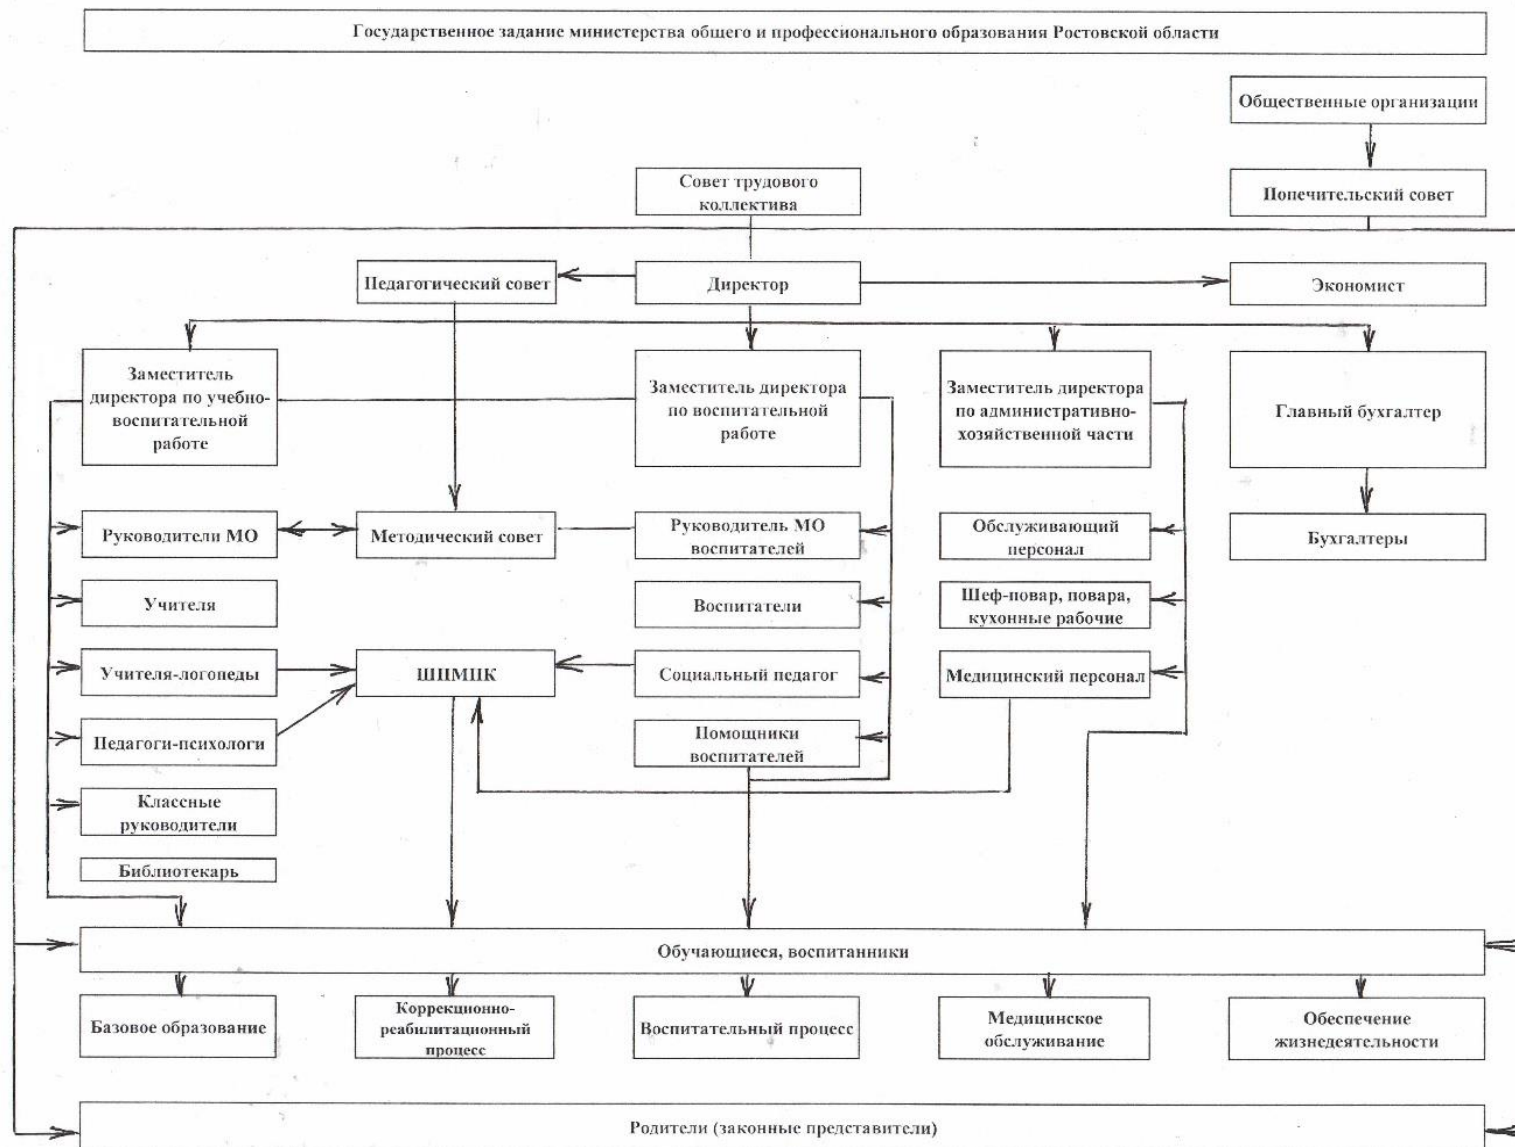 Государственное задание министерства общего и профессионального образования Ростовской области
Общественные организации
Совет трудового
коллектива
Попечительский совет
Педагогический совет
Директор
Экономист
Заместитель
директора по учебно-
воспитательной
работе
Заместитель директора
по воспитательной
работе
Заместитель директора
по административно-
хозяйственной части
Главный бухгалтер
Руководители МО
Методический совет
Руководитель МО
воспитателей
Обслуживающий
персонал
Бухгалтеры
Учителя
Воспитатели
Шеф-повар, повара,
кухонные рабочие
Учителя-логопеды
ШПМПК
Социальный педагог
Медицинский персонал
Педагоги-психологи
Помощники
воспитателей
Классные
руководители
Библиотекарь
Обучающиеся, воспитанники
Базовое образование
Коррекционно-
реабилитационный
процесс
Воспитательный процесс
Медицинское
обслуживание
Обеспечение
жизнедеятельности
Родители (законные представители)